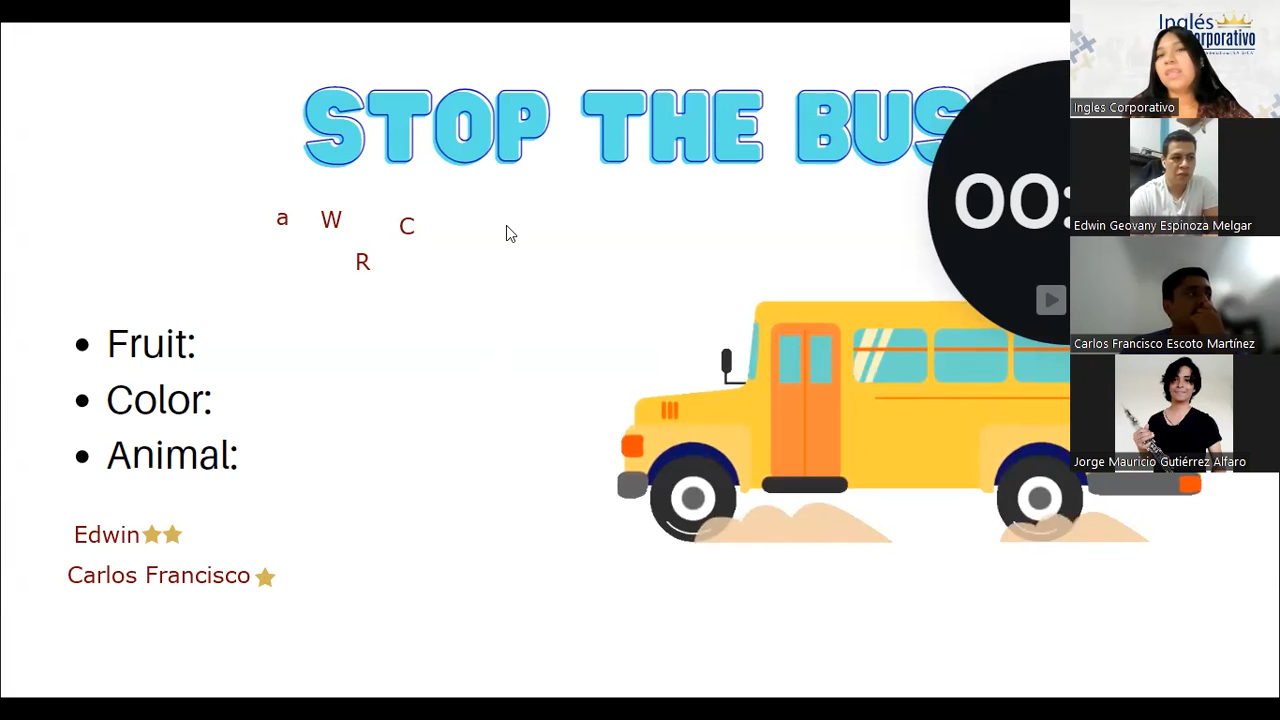 STOP THE BUS
a W C
R
00:
• Fruit:
• Color:
• Animal:
Edwin
Carlos Francisco
Inglés
Corporativo
Ingles Corporativo
Edwin Geovany Espinoza Melgar
Carlos Francisco Escoto Martínez
Jorge Mauricio Gutiérrez Alfaro